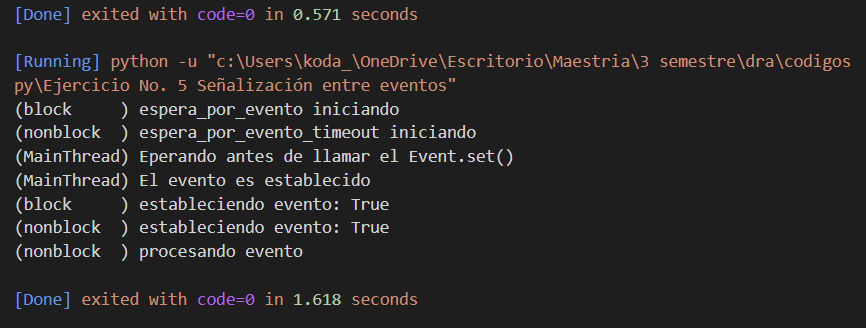 [Done] exited with code=0 in 0.571 seconds
[Running] python -u "c:\Users\koda_\OneDrive\Escritorio\Maestria\3 semestre\dra\codigos
py\Ejercicio No. 5 Señalización entre eventos"
(block     ) espera_por_evento iniciando
(nonblock  ) espera_por_evento_timeout iniciando
(MainThread) Eperando antes de llamar el Event.set()
(MainThread) El evento es establecido
(block     ) estableciendo evento: True
(nonblock  ) estableciendo evento: True
(nonblock  ) procesando evento
[Done] exited with code=0 in 1.618 seconds